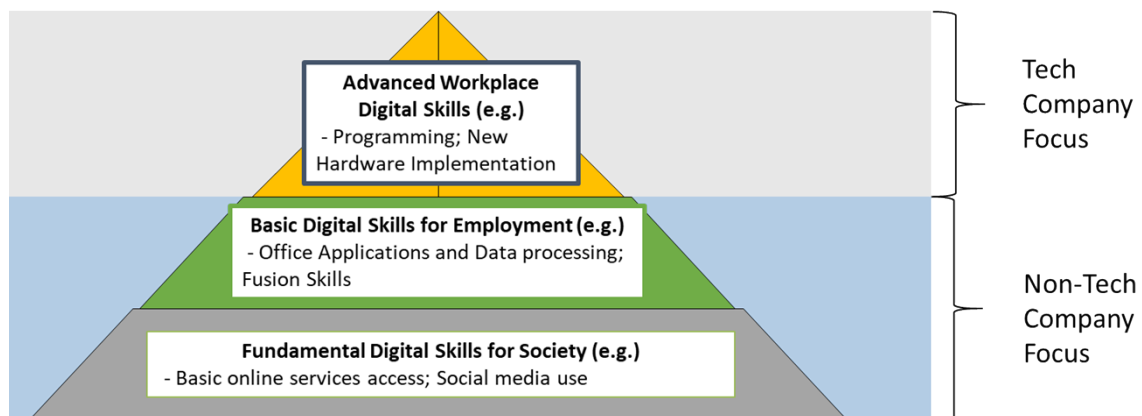 Advanced Workplace
Digital Skills (e.g.)
- Programming; New
Hardware Implementation
Tech
Company
Focus
Basic Digital Skills for Employment (e.g.)
- Office Applications and Data processing;
Fusion Skills
Fundamental Digital Skills for Society (e.g.)
- Basic online services access; Social media use
Non-Tech
Company
Focus